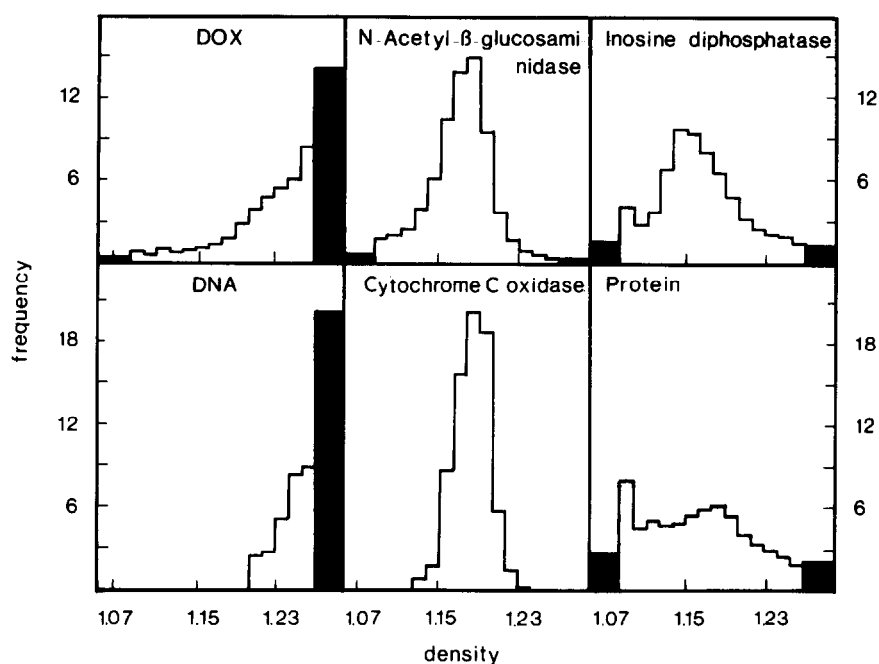 DOX
N-Acetyl-β-glucosami
nidase
Inosine diphosphatase
12
6
12
6
DNA
Cytochrome C oxidase
Protein
frequency
18
12
6
18
12
6
1.07 1.15 1.23 1.07 1.15 1.23 1.07 1.15 1.23
density